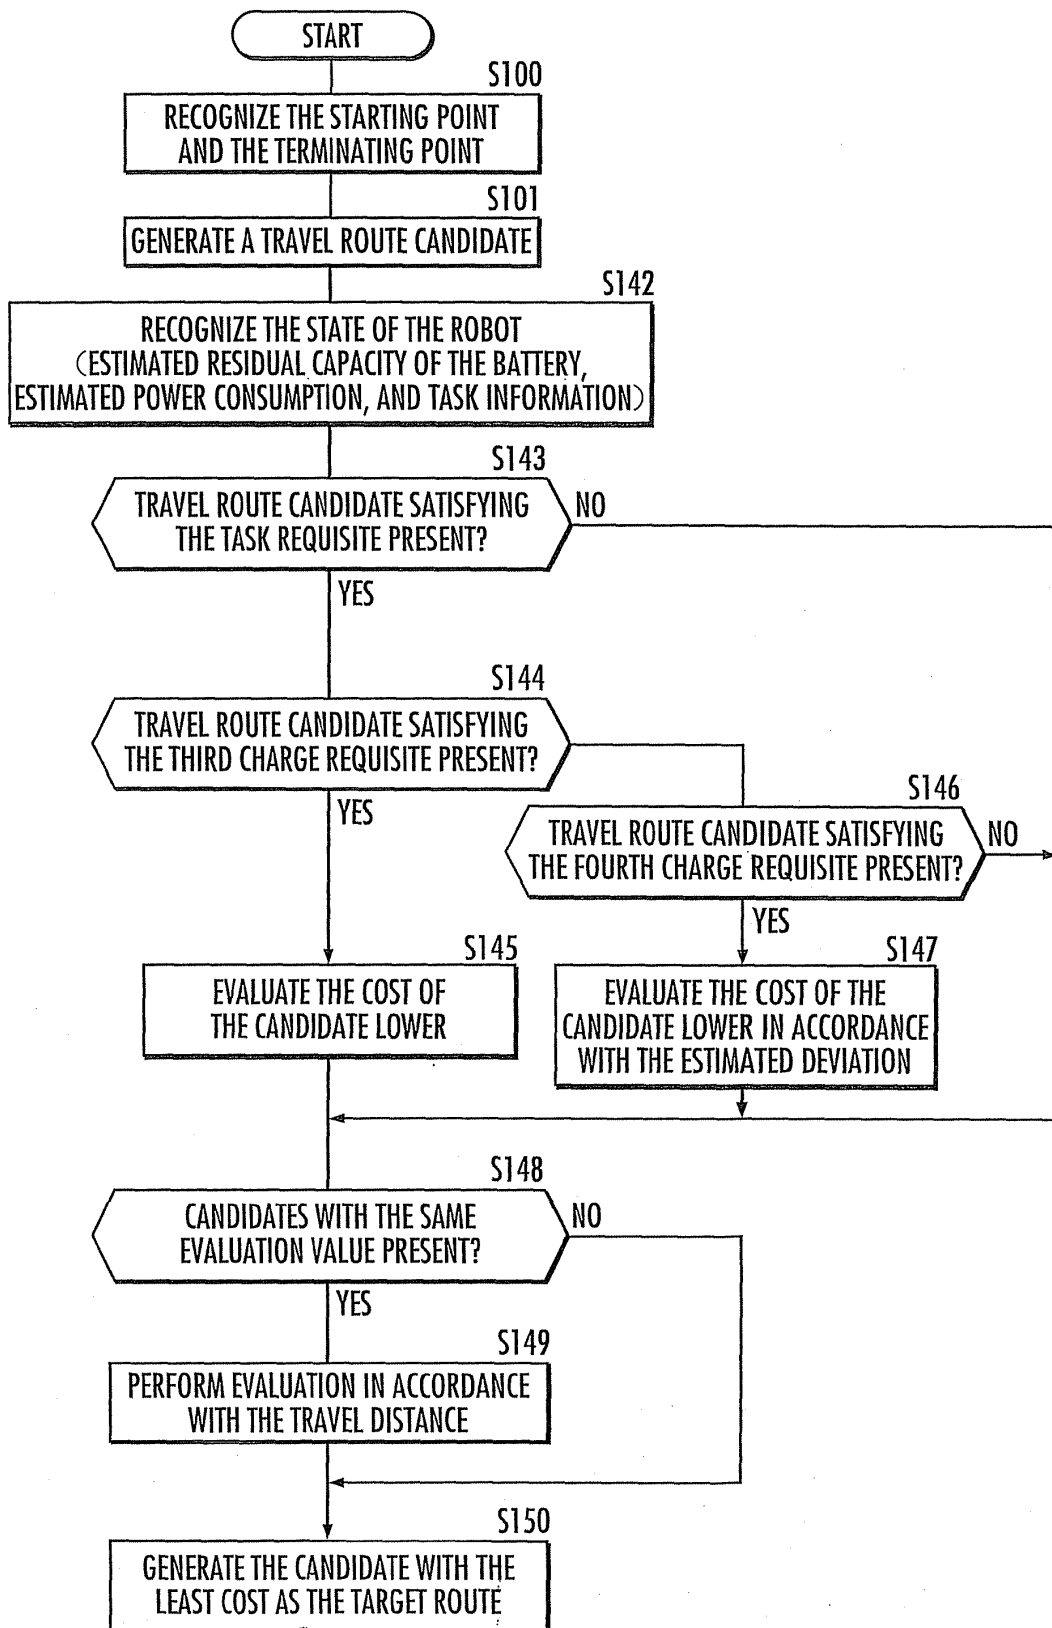 START
S100
RECOGNIZE THE STARTING POINT
AND THE TERMINATING POINT
S101
GENERATE A TRAVEL ROUTE CANDIDATE
S142
RECOGNIZE THE STATE OF THE ROBOT
(ESTIMATED RESIDUAL CAPACITY OF THE BATTERY,
ESTIMATED POWER CONSUMPTION, AND TASK INFORMATION)
S143
TRAVEL ROUTE CANDIDATE SATISFYING
THE TASK REQUISITE PRESENT?
NO
YES
S144
TRAVEL ROUTE CANDIDATE SATISFYING
THE THIRD CHARGE REQUISITE PRESENT?
YES
S146
TRAVEL ROUTE CANDIDATE SATISFYING
THE FOURTH CHARGE REQUISITE PRESENT?
NO
YES
S145
EVALUATE THE COST OF
THE CANDIDATE LOWER
S147
EVALUATE THE COST OF THE
CANDIDATE LOWER IN ACCORDANCE
WITH THE ESTIMATED DEVIATION
S148
CANDIDATES WITH THE SAME
EVALUATION VALUE PRESENT?
NO
YES
S149
PERFORM EVALUATION IN ACCORDANCE
WITH THE TRAVEL DISTANCE
S150
GENERATE THE CANDIDATE WITH THE
LEAST COST AS THE TARGET ROUTE